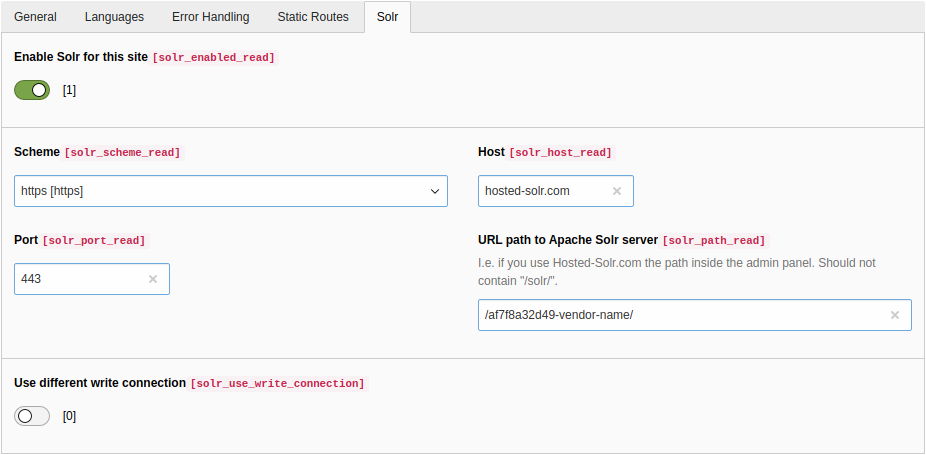 General Languages Error Handling Static Routes Solr
Enable Solr for this site [solr_enabled_read]
[1]
Scheme [solr_scheme_read]
https [https]
Host [solr_host_read]
hosted-solr.com
Port [solr_port_read]
443
URL path to Apache Solr server [solr_path_read]
I.e. if you use Hosted-Solr.com the path inside the admin panel. Should not
contain "/solr/".
/af7f8a32d49-vendor-name/
Use different write connection [solr_use_write_connection]
[0]